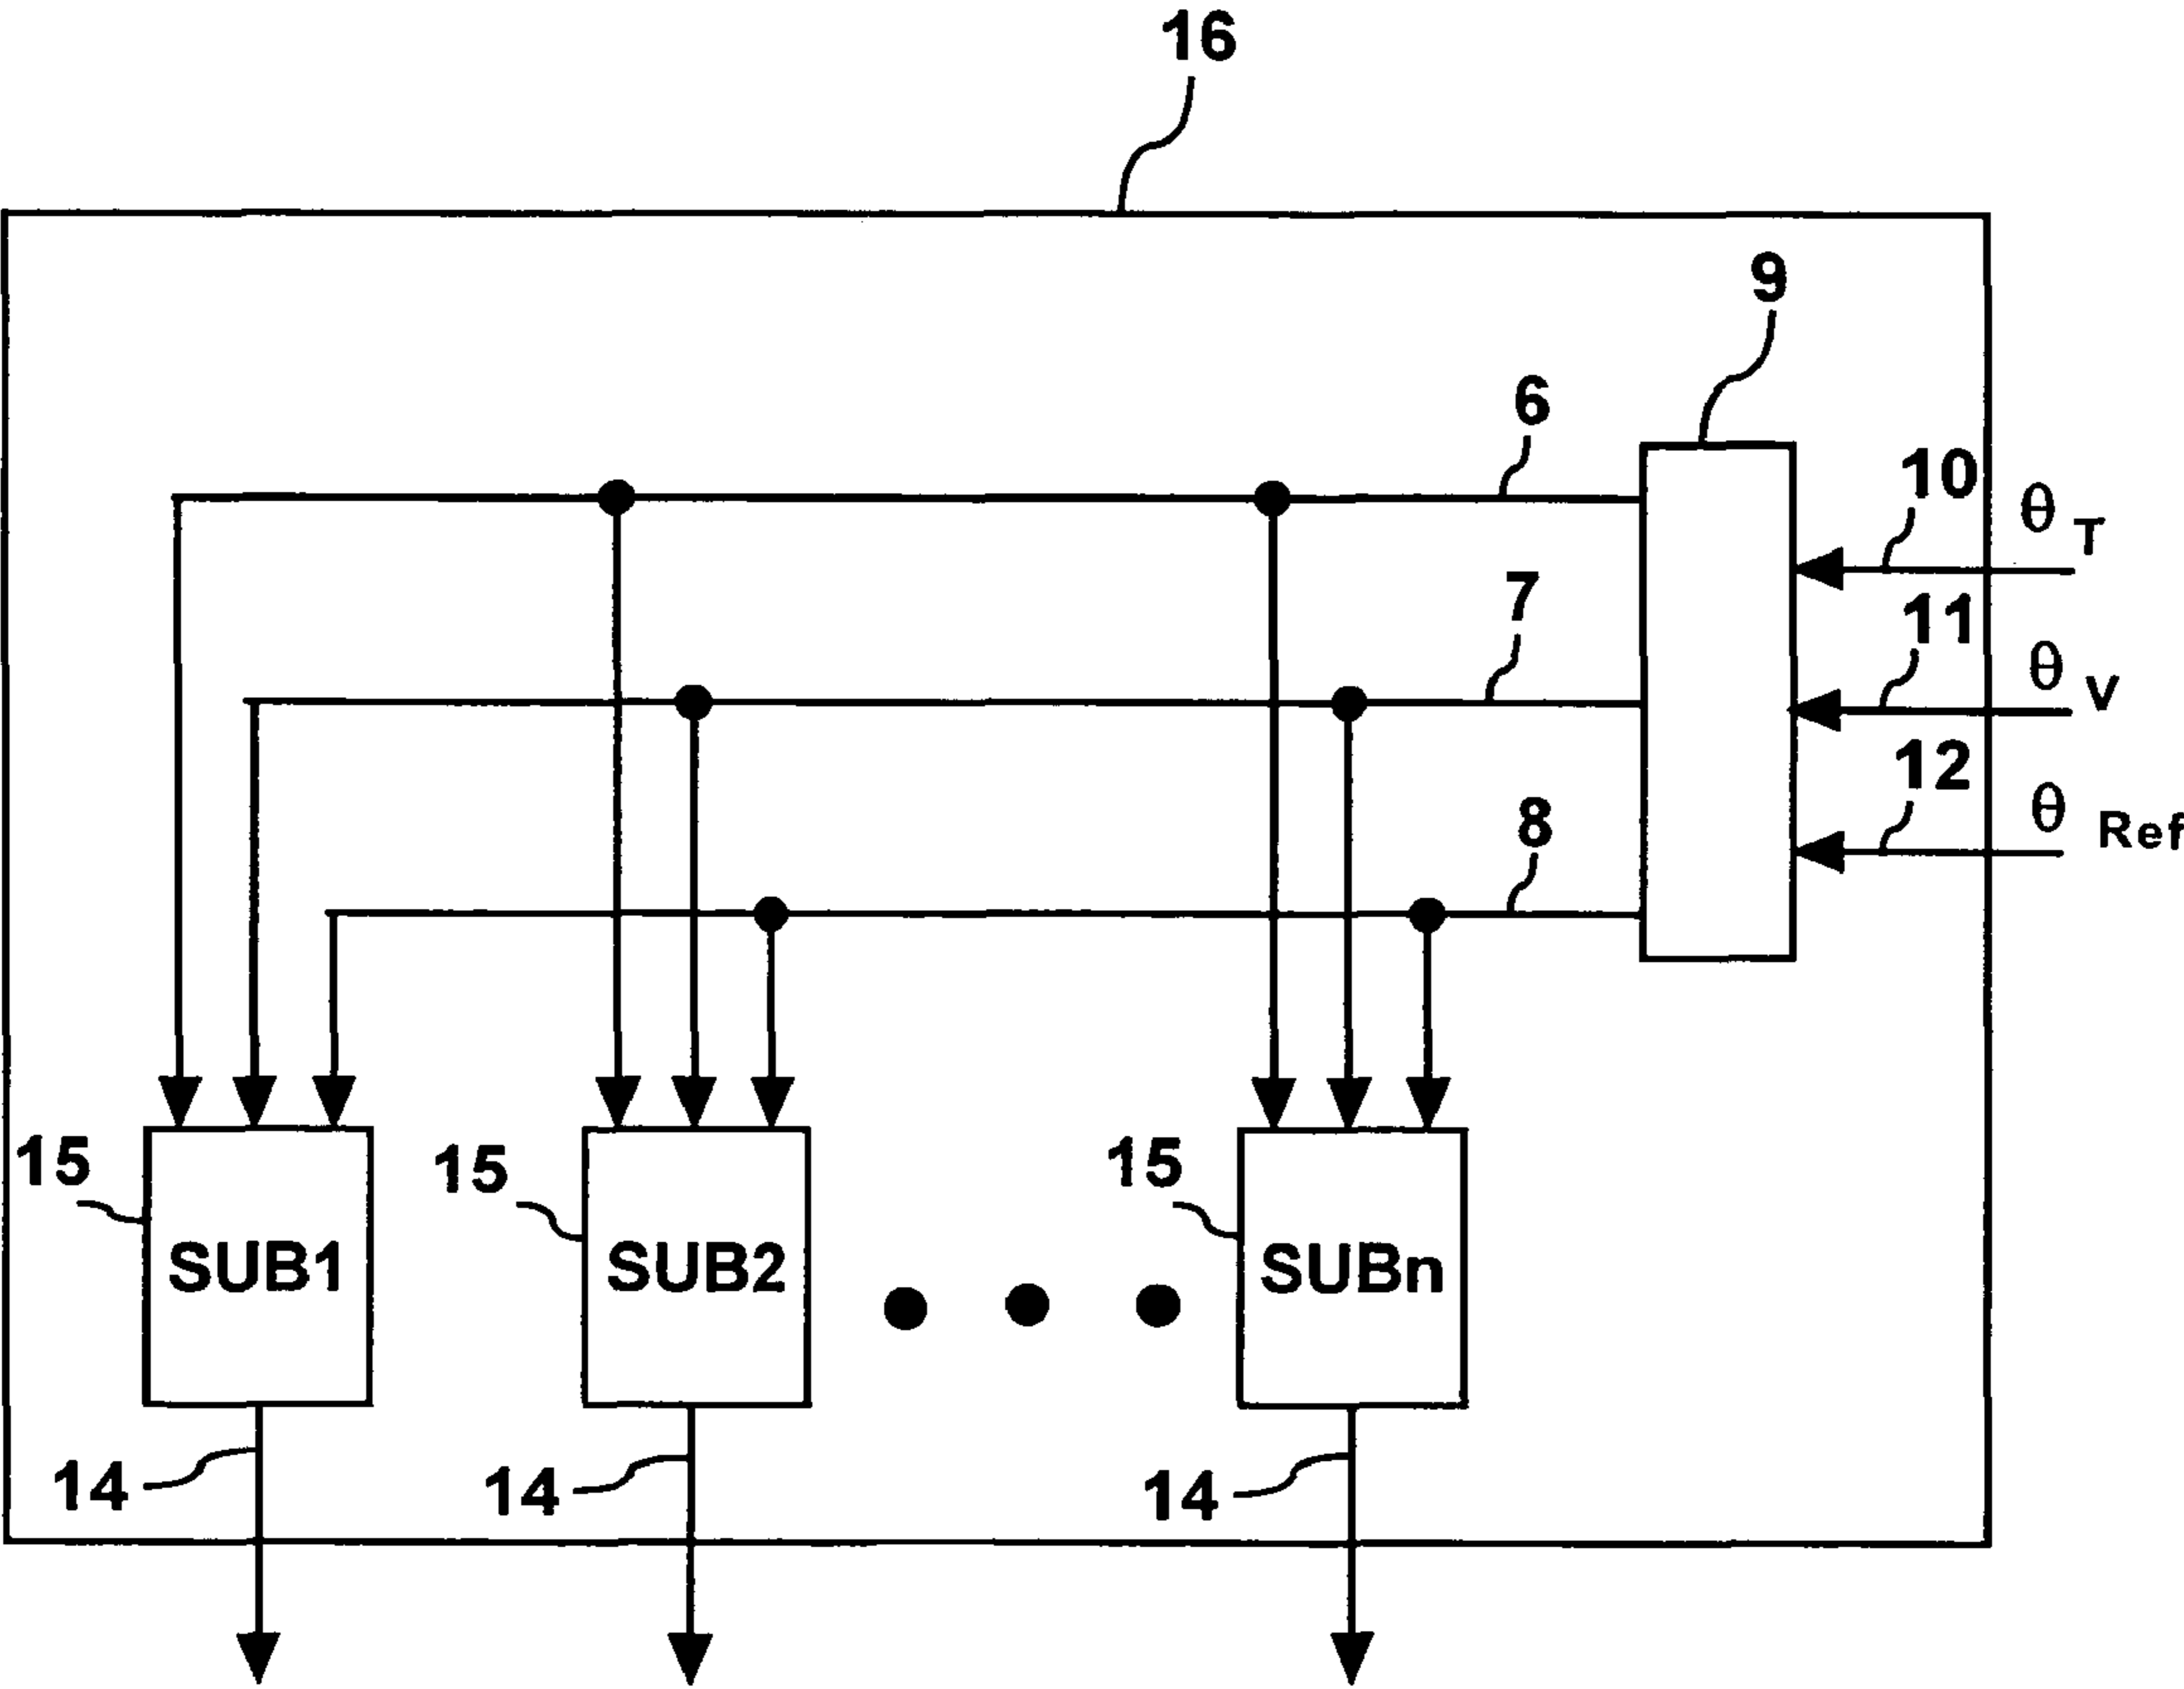 16
9
6
10 θ T
7
11 θ V
12 θ Ref
8
15 15 15
SUB1 SUB2 SUBn
14 14 14